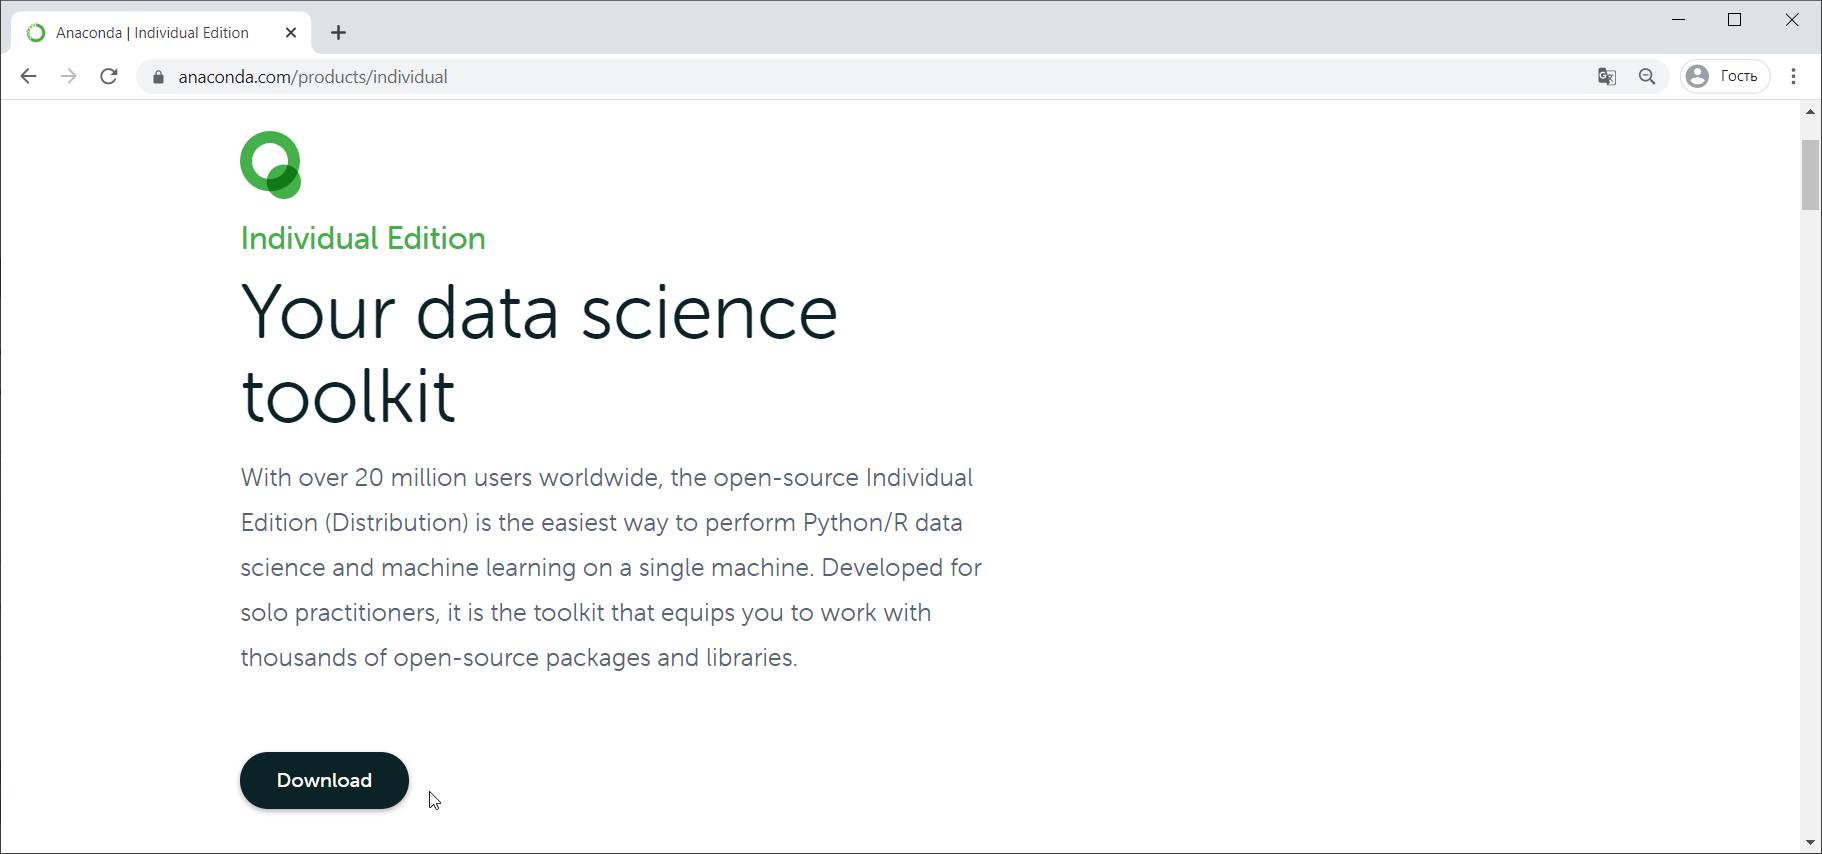 Anaconda | Individual Edition
anaconda.com/products/individual
Гость
Individual Edition
Your data science
toolkit
With over 20 million users worldwide, the open-source Individual
Edition (Distribution) is the easiest way to perform Python/R data
science and machine learning on a single machine. Developed for
solo practitioners, it is the toolkit that equips you to work with
thousands of open-source packages and libraries.
Download